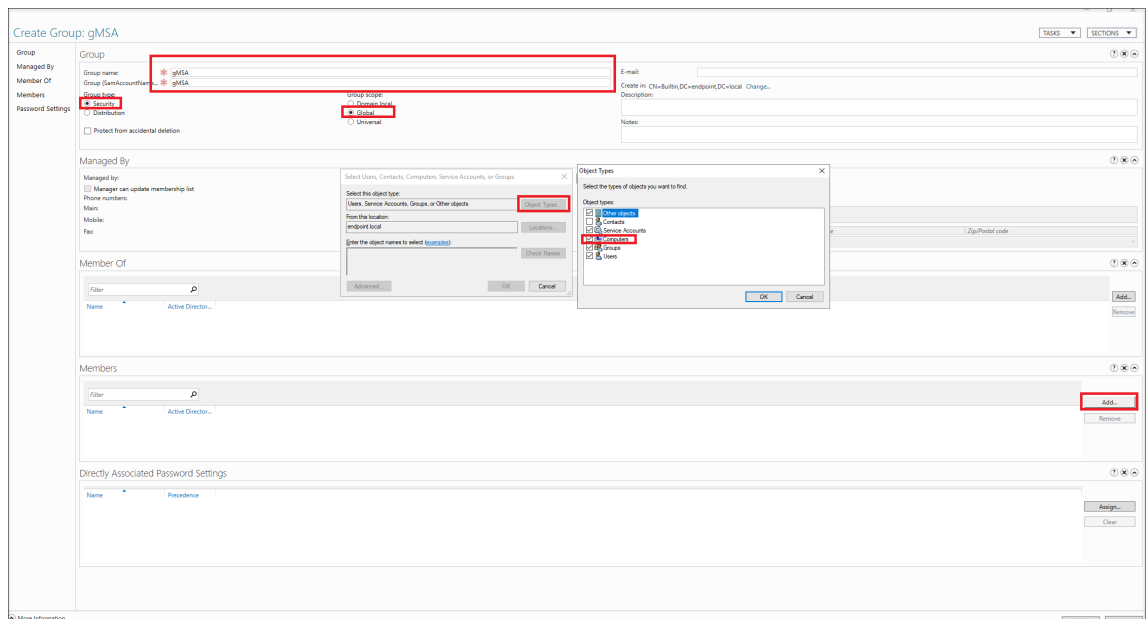 Create Group: gMSA
TASKS
SECTIONS
Group
Managed By
Member Of
Members
Password Settings
Group
Group name:
gMSA
Group (SamAccountName...
gMSA
Group type:
Security
Distribution
Protect from accidental deletion
Group scope:
Domain local
Global
Universal
E-mail:
Create in: CN=Builtin,DC=endpoint,DC=local Change...
Description:
Notes:
Managed By
Managed by:
Manager can update membership list
Phone numbers:
Main:
Mobile:
Fax:
Zip/Postal code
Select Users, Contacts, Computers, Service Accounts, or Groups
Select this object type:
Users, Service Accounts, Groups, or Other objects
Object Types...
From this location:
endpoint.local
Locations...
Enter the object names to select (examples):
Check Names
Advanced...
OK
Cancel
Object Types
Select the types of objects you want to find.
Object types:
Other objects
Contacts
Service Accounts
Computers
Groups
Users
OK
Cancel
Member Of
Filter
Name
Active Director...
Add...
Remove
Members
Filter
Name
Active Director...
Add...
Remove
Directly Associated Password Settings
Name
Precedence
Assign...
Clear
More Information